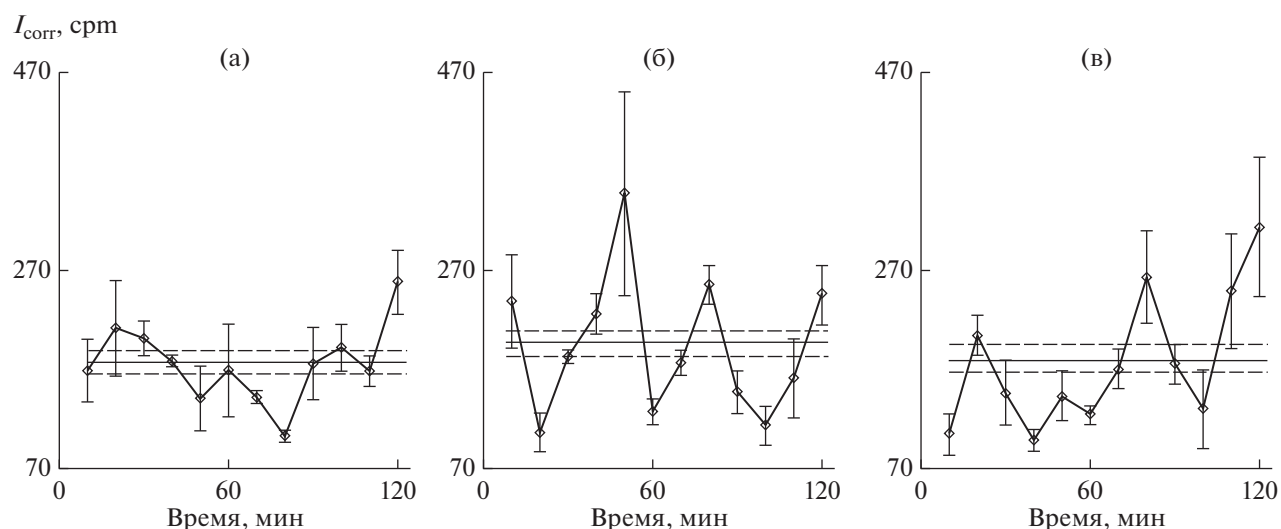 I corr, cpm
(а) (б) (в)
470 470 470
270 270 270
70 70 70
0 60 120 0 60 120 0 60 120
Время, мин Время, мин Время, мин